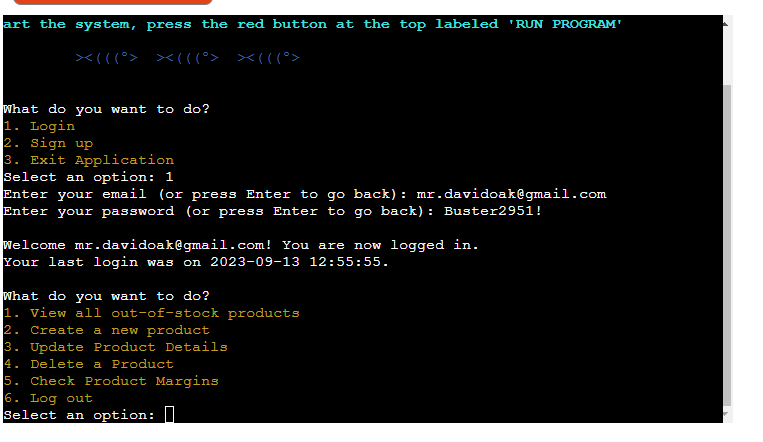 art the system, press the red button at the top labeled 'RUN PROGRAM'
><(((°> ><(((°> ><(((°>
What do you want to do?
1. Login
2. Sign up
3. Exit Application
Select an option: 1
Enter your email (or press Enter to go back): mr.davidoak@gmail.com
Enter your password (or press Enter to go back): Buster2951!
Welcome mr.davidoak@gmail.com! You are now logged in.
Your last login was on 2023-09-13 12:55:55.
What do you want to do?
1. View all out-of-stock products
2. Create a new product
3. Update Product Details
4. Delete a Product
5. Check Product Margins
6. Log out
Select an option: